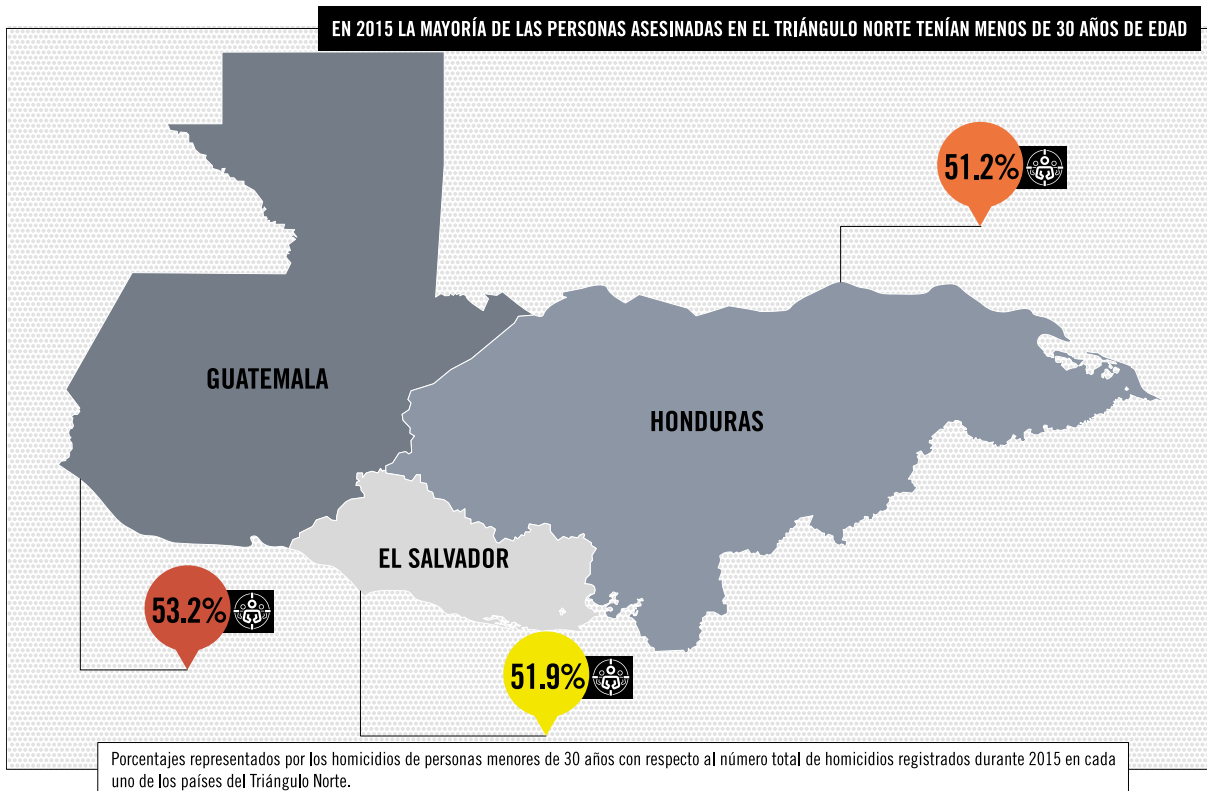 EN 2015 LA MAYORÍA DE LAS PERSONAS ASESINADAS EN EL TRIÁNGULO NORTE TENÍAN MENOS DE 30 AÑOS DE EDAD
51.2%
GUATEMALA
HONDURAS
EL SALVADOR
53.2%
51.9%
Porcentajes representados por los homicidios de personas menores de 30 años con respecto al número total de homicidios registrados durante 2015 en cada
uno de los países del Triángulo Norte.